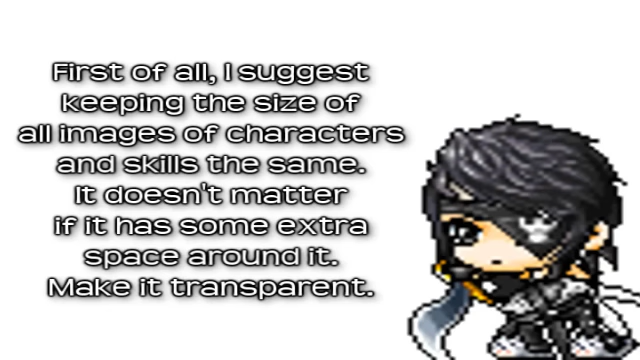 First of all, I suggest
keeping the size of
all images of characters
and skills the same.
It doesn't matter
if it has some extra
space around it.
Make it transparent.